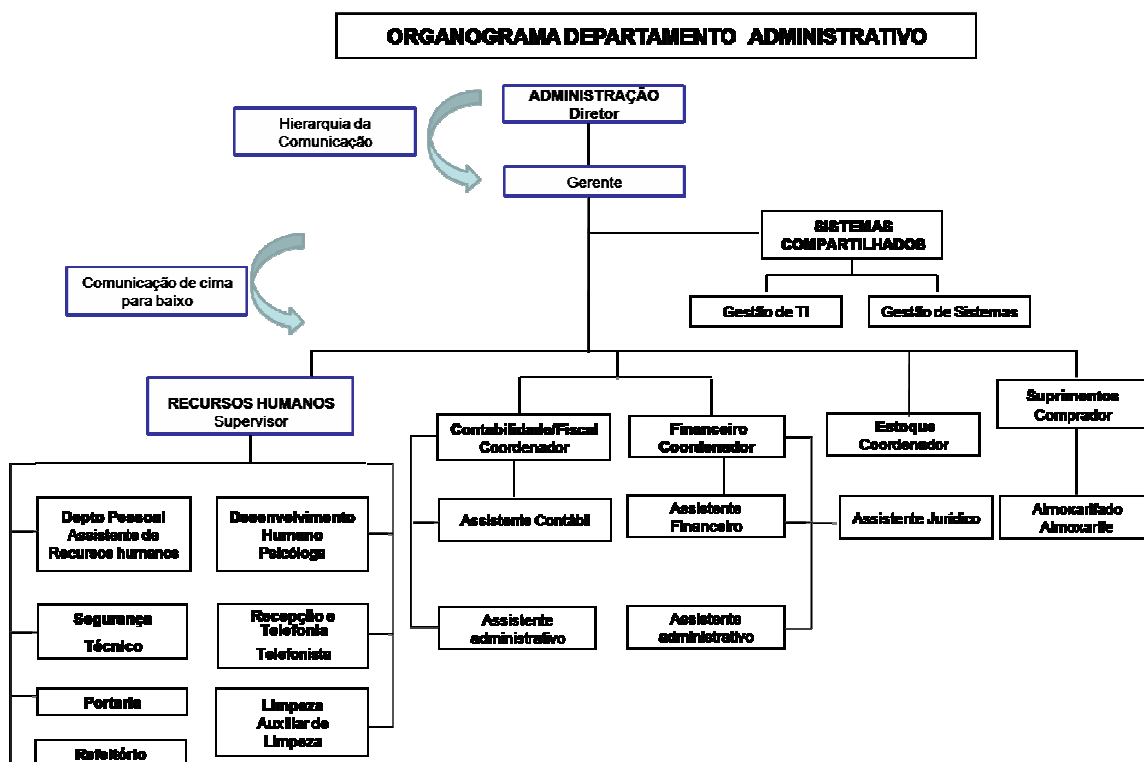 ORGANOGRAMA DEPARTAMENTO ADMINISTRATIVO
ADMINISTRAÇÃO
Diretor
Hierarquia da
Comunicação
Gerente
SISTEMAS
COMPARTILHADOS
Comunicação de cima
para baixo
Gestão de TI
Gestão de Sistemas
RECURSOS HUMANOS
Supervisor
Contabilidade/Fiscal
Coordenador
Financeiro
Coordenador
Estoque
Coordenador
Suprimentos
Comprador
Depto Pessoal
Assistente de
Recursos humanos
Desenvolvimento
Humano
Psicóloga
Assistente Contábil
Assistente
Financeiro
Assistente Jurídico
Almoxarifado
Almoxarife
Segurança
Técnico
Recepção e
Telefonia
Telefonista
Assistente
administrativo
Assistente
administrativo
Portaria
Limpeza
Auxiliar de
Limpeza
Refeitório